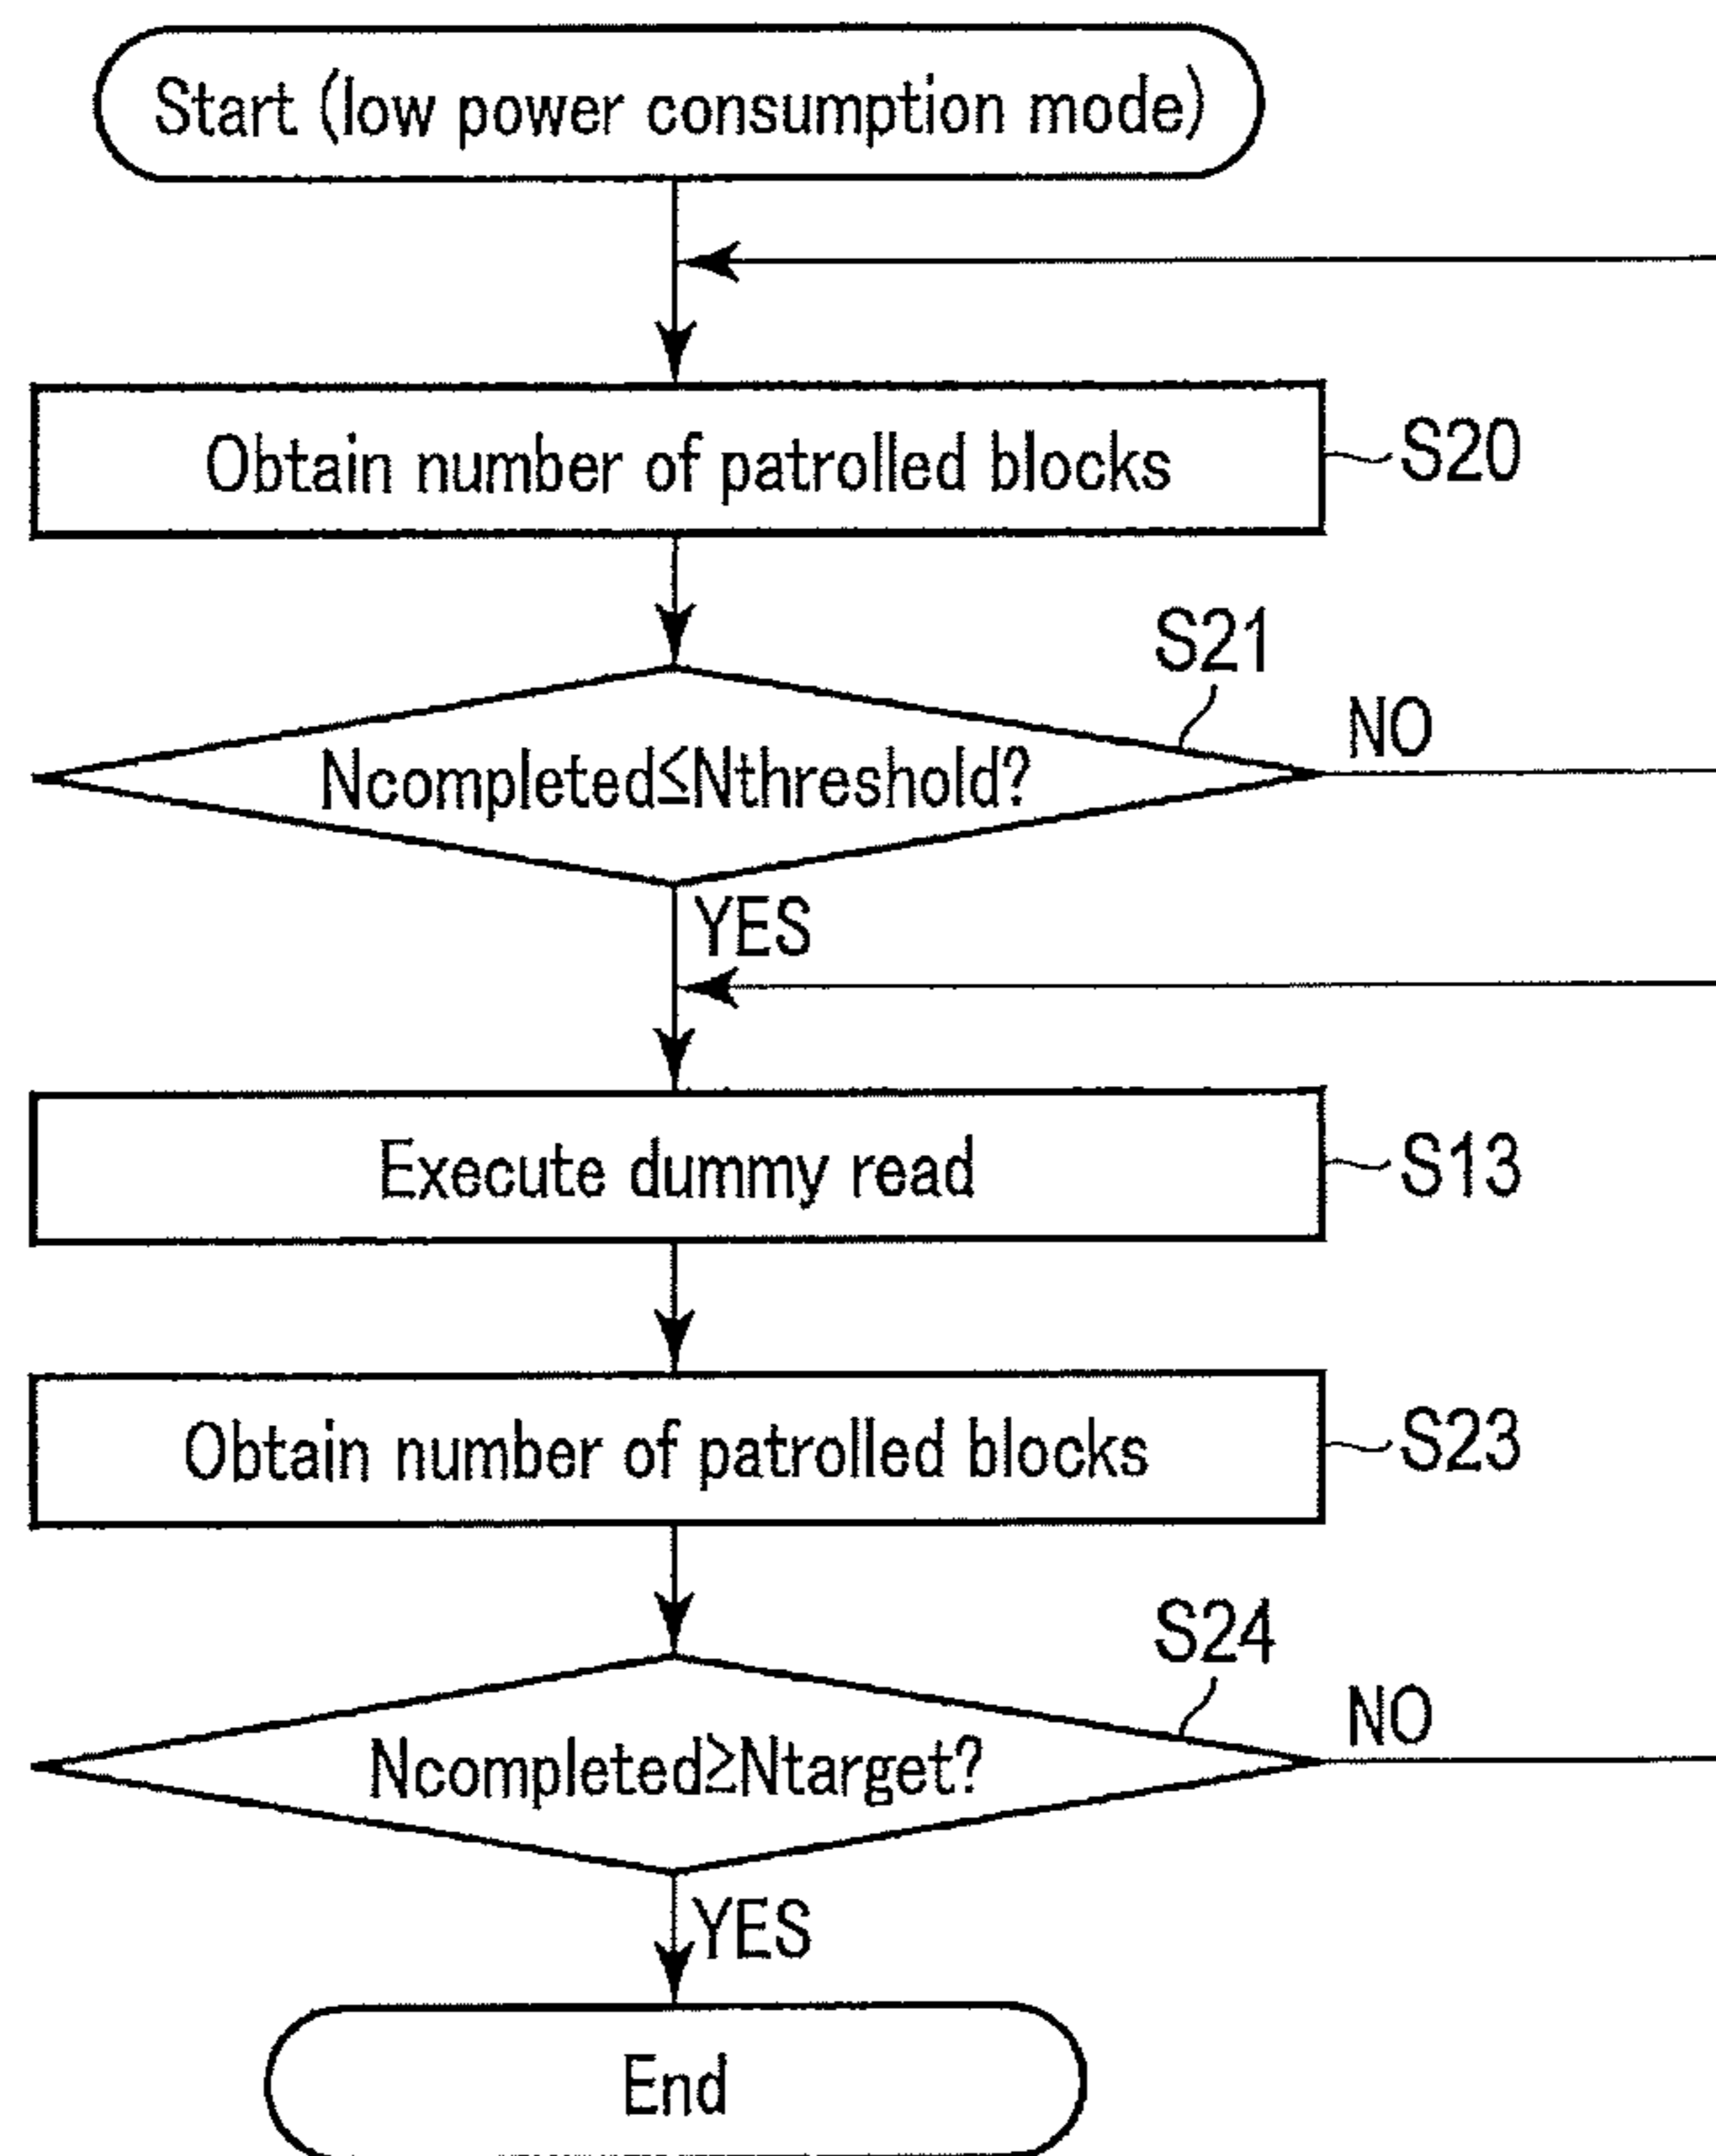 Start (low power consumption mode)
Obtain number of patrolled blocks
S20
S21
Ncompleted≤Nthreshold?
NO
YES
Execute dummy read
S13
Obtain number of patrolled blocks
S23
S24
Ncompleted≥Ntarget?
NO
YES
End